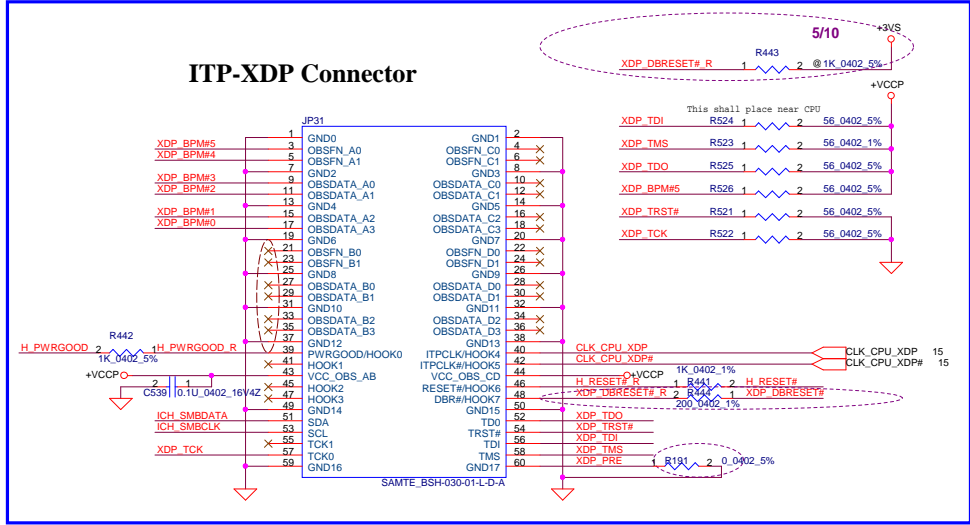 5/10
+3VS
R443
XDP_DBRESET#_R 1 2 @ 1K_0402_5%
ITP-XDP Connector
+VCCP
This shall place near CPU
XDP_TDI R524 1 2 56_0402_5%
XDP_TMS R523 1 2 56_0402_1%
XDP_TDO R525 1 2 56_0402_5%
XDP_BPM#5 R526 1 2 56_0402_5%
XDP_TRST# R521 1 2 56_0402_5%
XDP_TCK R522 1 2 56_0402_5%
JP31
1 GND0 GND1 2
XDP_BPM#5 3 OBSFN_A0 OBSFN_C0 4
XDP_BPM#4 5 OBSFN_A1 OBSFN_C1 6
7 GND2 GND3 8
XDP_BPM#3 9 OBSDATA_A0 OBSDATA_C0 10
XDP_BPM#2 11 OBSDATA_A1 OBSDATA_C1 12
13 GND4 GND5 14
XDP_BPM#1 15 OBSDATA_A2 OBSDATA_C2 16
XDP_BPM#0 17 OBSDATA_A3 OBSDATA_C3 18
19 GND6 GND7 20
21 OBSFN_B0 OBSFN_D0 22
23 OBSFN_B1 OBSFN_D1 24
25 GND8 GND9 26
27 OBSDATA_B0 OBSDATA_D0 28
29 OBSDATA_B1 OBSDATA_D1 30
31 GND10 GND11 32
33 OBSDATA_B2 OBSDATA_D2 34
35 OBSDATA_B3 OBSDATA_D3 36
37 GND12 GND13 38
R442
H_PWRGOOD 2 1 H_PWRGOOD_R 39 PWRGOOD/HOOK0 ITPCLK/HOOK4 40 CLK_CPU_XDP CLK_CPU_XDP 15
1K_0402_5%
41 HOOK1 ITPCLK#/HOOK5 42 CLK_CPU_XDP# CLK_CPU_XDP# 15
+VCCP 43 VCC_OBS_AB VCC_OBS_CD 44 +VCCP
1K_0402_1%
C539 2 1 0.1U_0402_16V4Z
45 HOOK2 RESET#/HOOK6 46 H_RESET#_R 1 R441 2 H_RESET#
47 HOOK3 DBR#/HOOK7 48 XDP_DBRESET#_R 2 R444 1 XDP_DBRESET#
200_0402_1%
49 GND14 GND15 50
ICH_SMBDATA 51 SDA TD0 52 XDP_TDO
ICH_SMBCLK 53 SCL TRST# 54 XDP_TRST#
55 TCK1 TDI 56 XDP_TDI
XDP_TCK 57 TCK0 TMS 58 XDP_TMS
59 GND16 GND17 60 XDP_PRE 1 R191 2 0_0402_5%
SAMTE_BSH-030-01-L-D-A